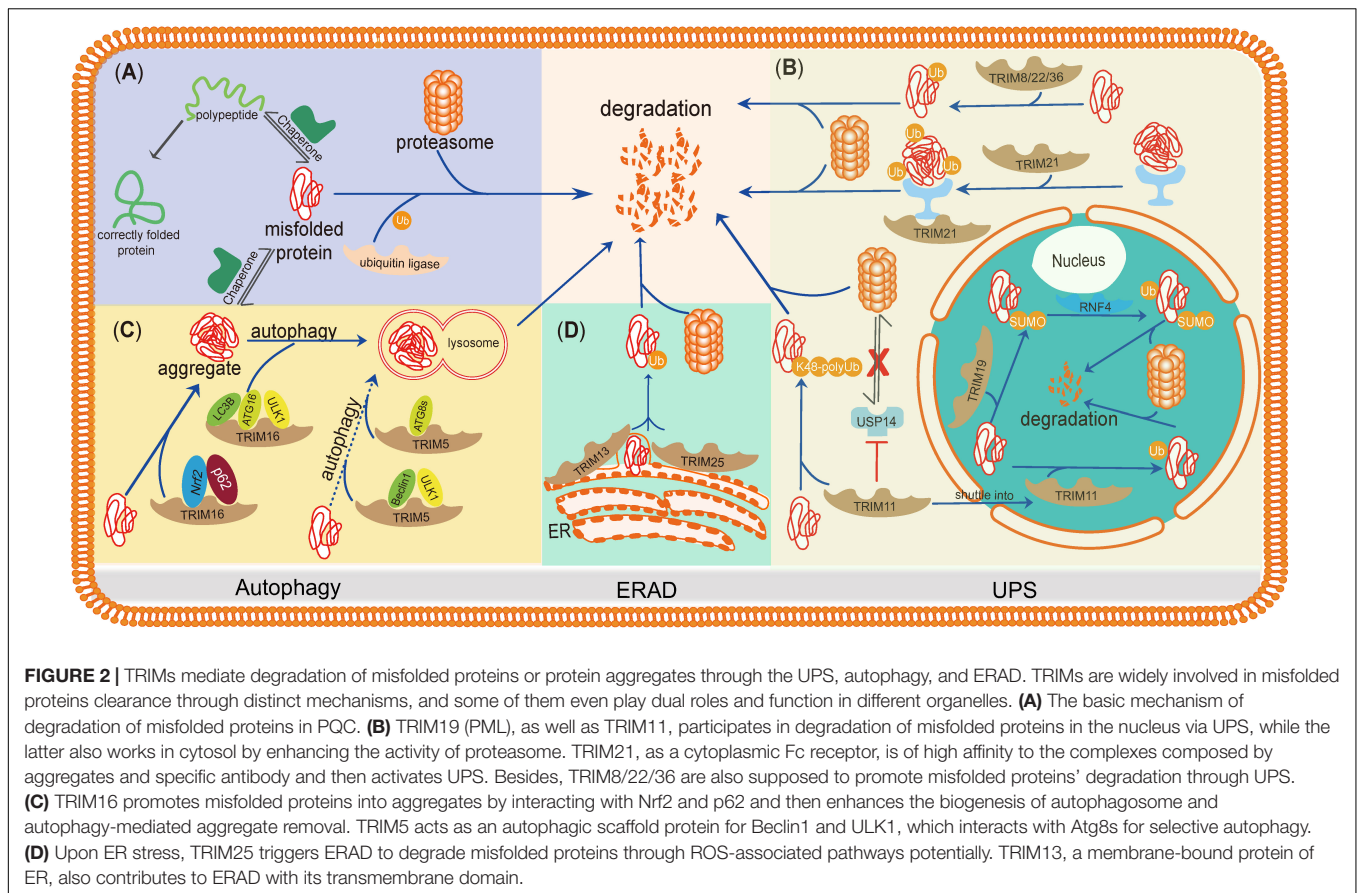 (A)
polypeptide
Chaperone
correctly folded
protein
misfolded
protein
Chaperone
proteasome
Ub
ubiquitin ligase
degradation
(B)
Ub
TRIM8/22/36
Ub
Ub
Ub
TRIM21
TRIM21
Nucleus
SUMO
RNF4
Ub
SUMO
TRIM19
degradation
Ub
TRIM11
K48-polyUb
X
USP14
TRIM11
shuttle into
(C)
aggregate
autophagy
lysosome
LC3B
ATG16
ULK1
TRIM16
Nrf2
p62
TRIM16
autophagy
ATG8s
TRIM5
Beclin1
ULK1
TRIM5
(D)
Ub
TRIM13
TRIM25
ER
Autophagy
ERAD
UPS
FIGURE 2 | TRIMs mediate degradation of misfolded proteins or protein aggregates through the UPS, autophagy, and ERAD. TRIMs are widely involved in misfolded
proteins clearance through distinct mechanisms, and some of them even play dual roles and function in different organelles. (A) The basic mechanism of
degradation of misfolded proteins in PQC. (B) TRIM19 (PML), as well as TRIM11, participates in degradation of misfolded proteins in the nucleus via UPS, while the
latter also works in cytosol by enhancing the activity of proteasome. TRIM21, as a cytoplasmic Fc receptor, is of high affinity to the complexes composed by
aggregates and specific antibody and then activates UPS. Besides, TRIM8/22/36 are also supposed to promote misfolded proteins' degradation through UPS.
(C) TRIM16 promotes misfolded proteins into aggregates by interacting with Nrf2 and p62 and then enhances the biogenesis of autophagosome and
autophagy-mediated aggregate removal. TRIM5 acts as an autophagic scaffold protein for Beclin1 and ULK1, which interacts with Atg8s for selective autophagy.
(D) Upon ER stress, TRIM25 triggers ERAD to degrade misfolded proteins through ROS-associated pathways potentially. TRIM13, a membrane-bound protein of
ER, also contributes to ERAD with its transmembrane domain.